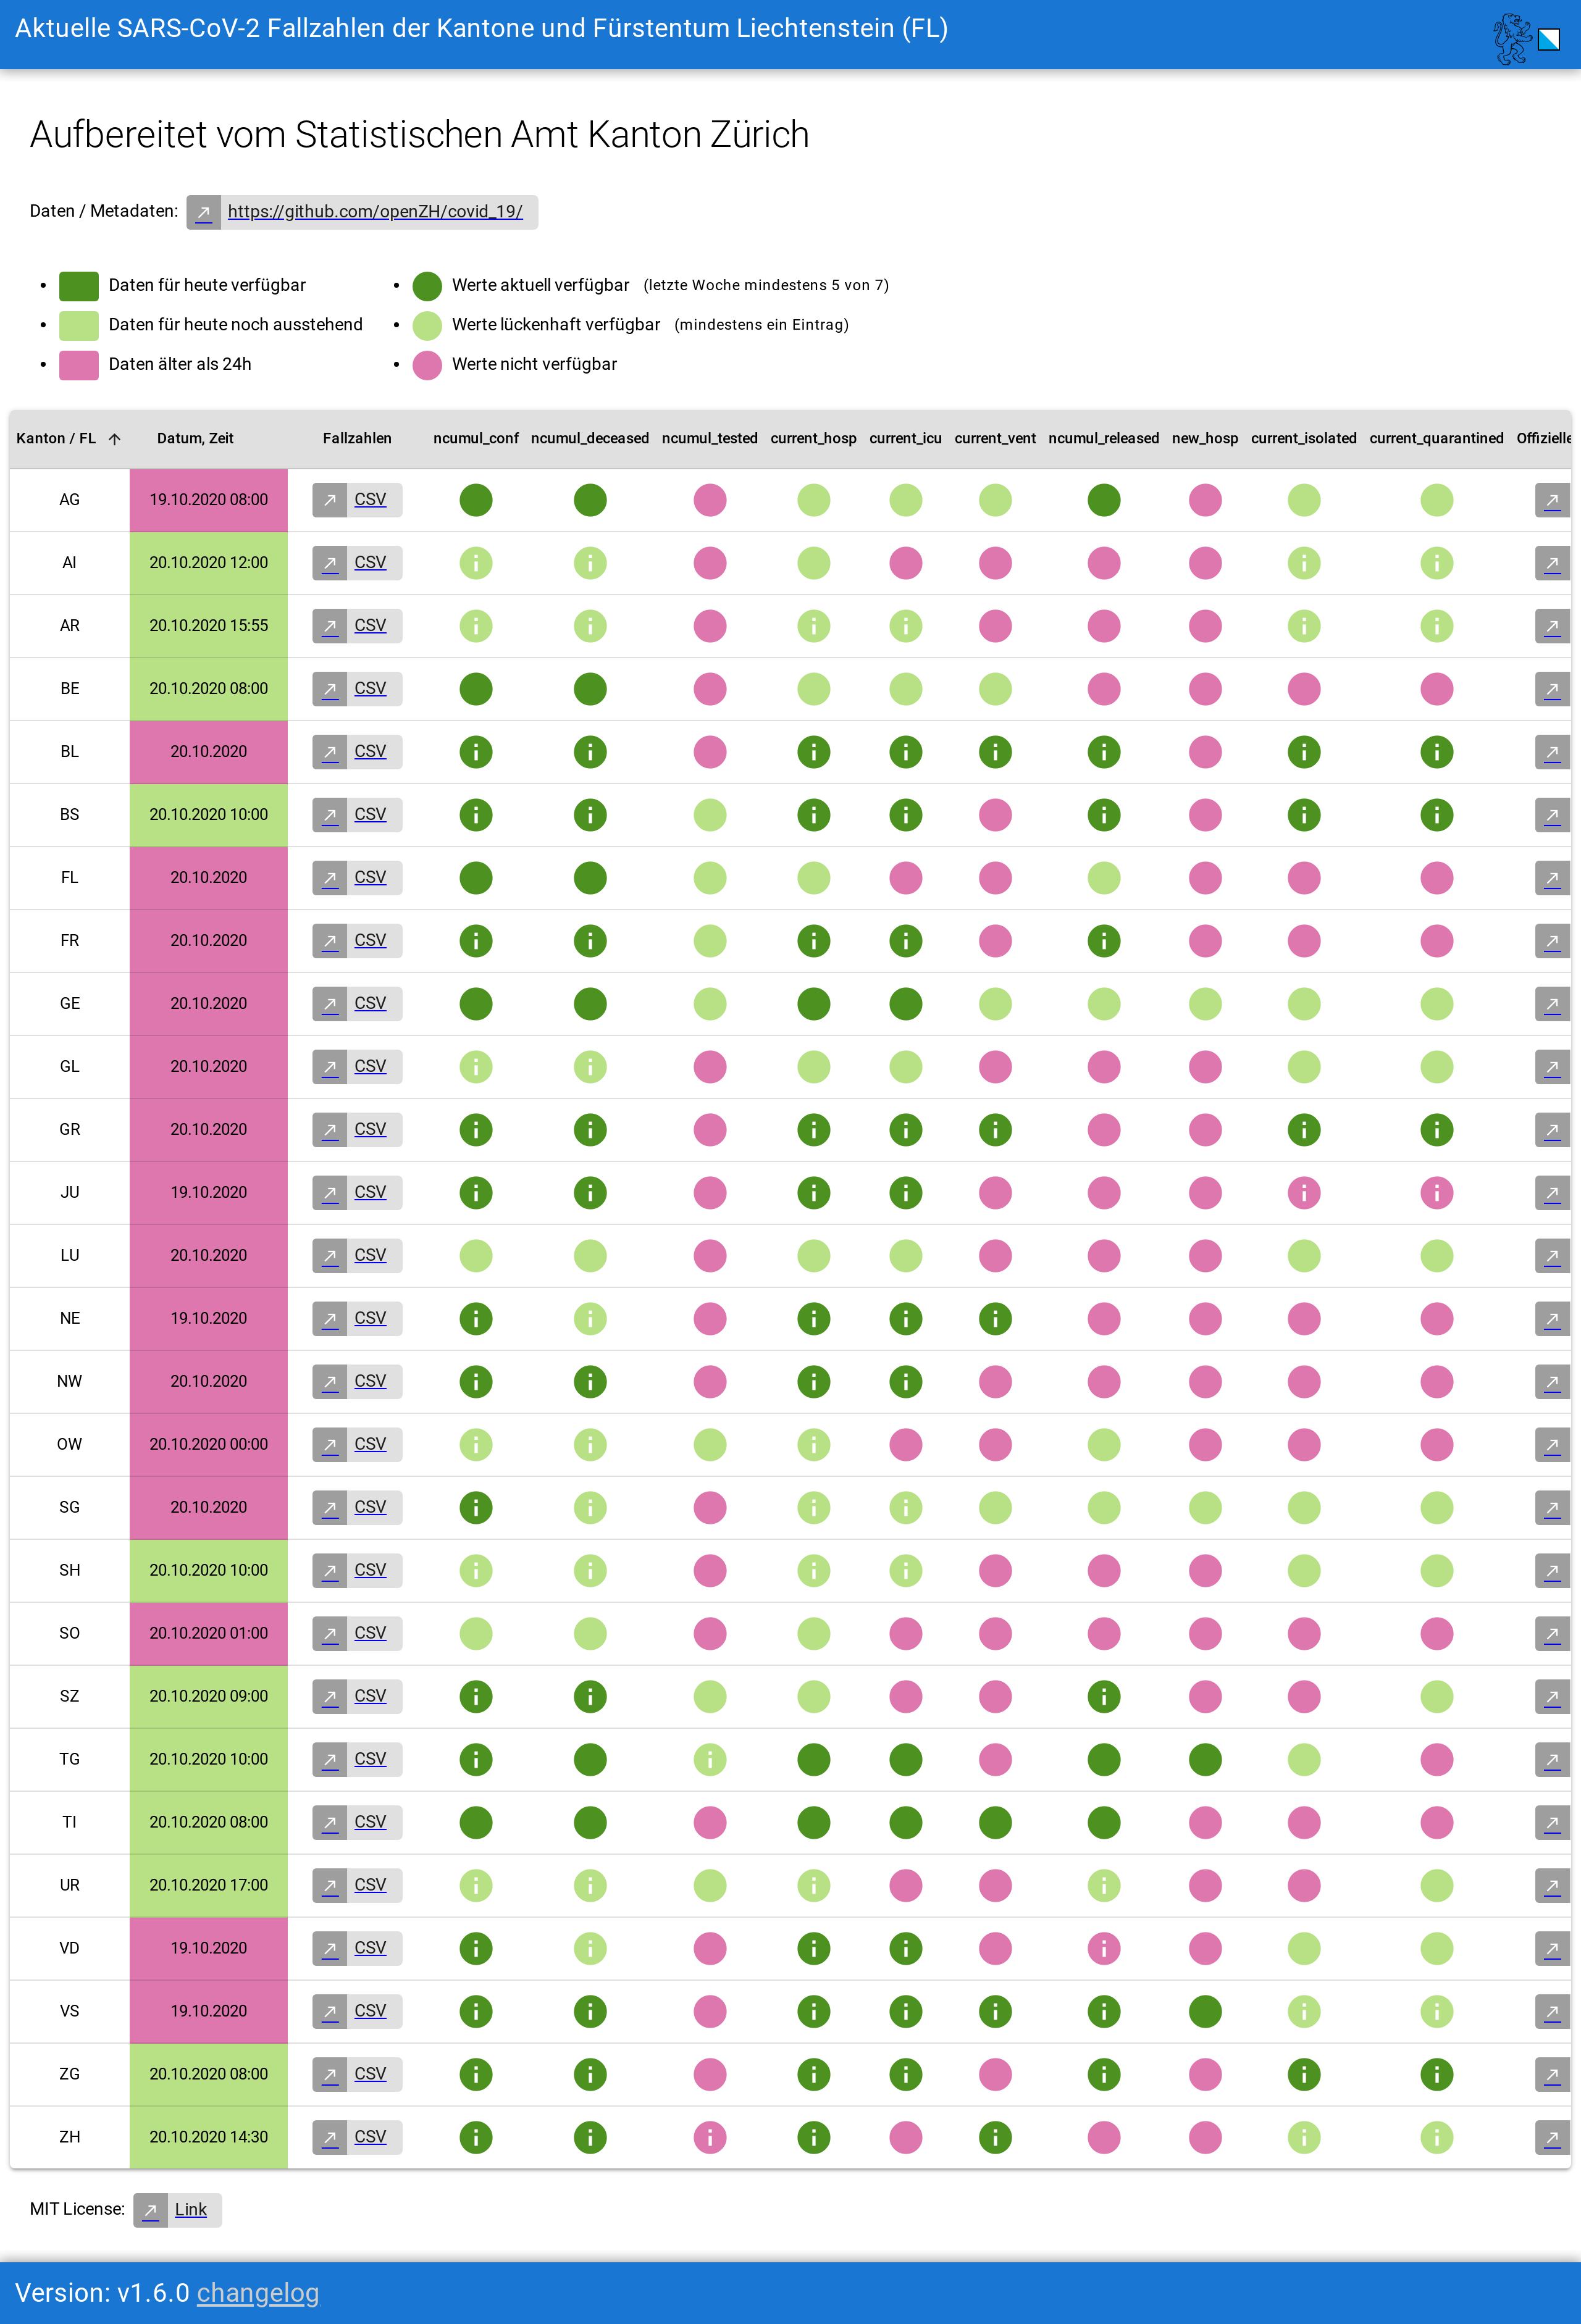 Aktuelle SARS-CoV-2 Fallzahlen der Kantone und Fürstentum Liechtenstein (FL)
Aufbereitet vom Statistischen Amt Kanton Zürich
Daten / Metadaten: https://github.com/openZH/covid_19/
Daten für heute verfügbar
Daten für heute noch ausstehend
Daten älter als 24h
Werte aktuell verfügbar (letzte Woche mindestens 5 von 7)
Werte lückenhaft verfügbar (mindestens ein Eintrag)
Werte nicht verfügbar
Kanton / FL Datum, Zeit Fallzahlen ncumul_conf ncumul_deceased ncumul_tested current_hosp current_icu current_vent ncumul_released new_hosp current_isolated current_quarantined Offizielle
AG 19.10.2020 08:00 CSV
AI 20.10.2020 12:00 CSV
AR 20.10.2020 15:55 CSV
BE 20.10.2020 08:00 CSV
BL 20.10.2020 CSV
BS 20.10.2020 10:00 CSV
FL 20.10.2020 CSV
FR 20.10.2020 CSV
GE 20.10.2020 CSV
GL 20.10.2020 CSV
GR 20.10.2020 CSV
JU 19.10.2020 CSV
LU 20.10.2020 CSV
NE 19.10.2020 CSV
NW 20.10.2020 CSV
OW 20.10.2020 00:00 CSV
SG 20.10.2020 CSV
SH 20.10.2020 10:00 CSV
SO 20.10.2020 01:00 CSV
SZ 20.10.2020 09:00 CSV
TG 20.10.2020 10:00 CSV
TI 20.10.2020 08:00 CSV
UR 20.10.2020 17:00 CSV
VD 19.10.2020 CSV
VS 19.10.2020 CSV
ZG 20.10.2020 08:00 CSV
ZH 20.10.2020 14:30 CSV
MIT License: Link
Version: v1.6.0 changelog